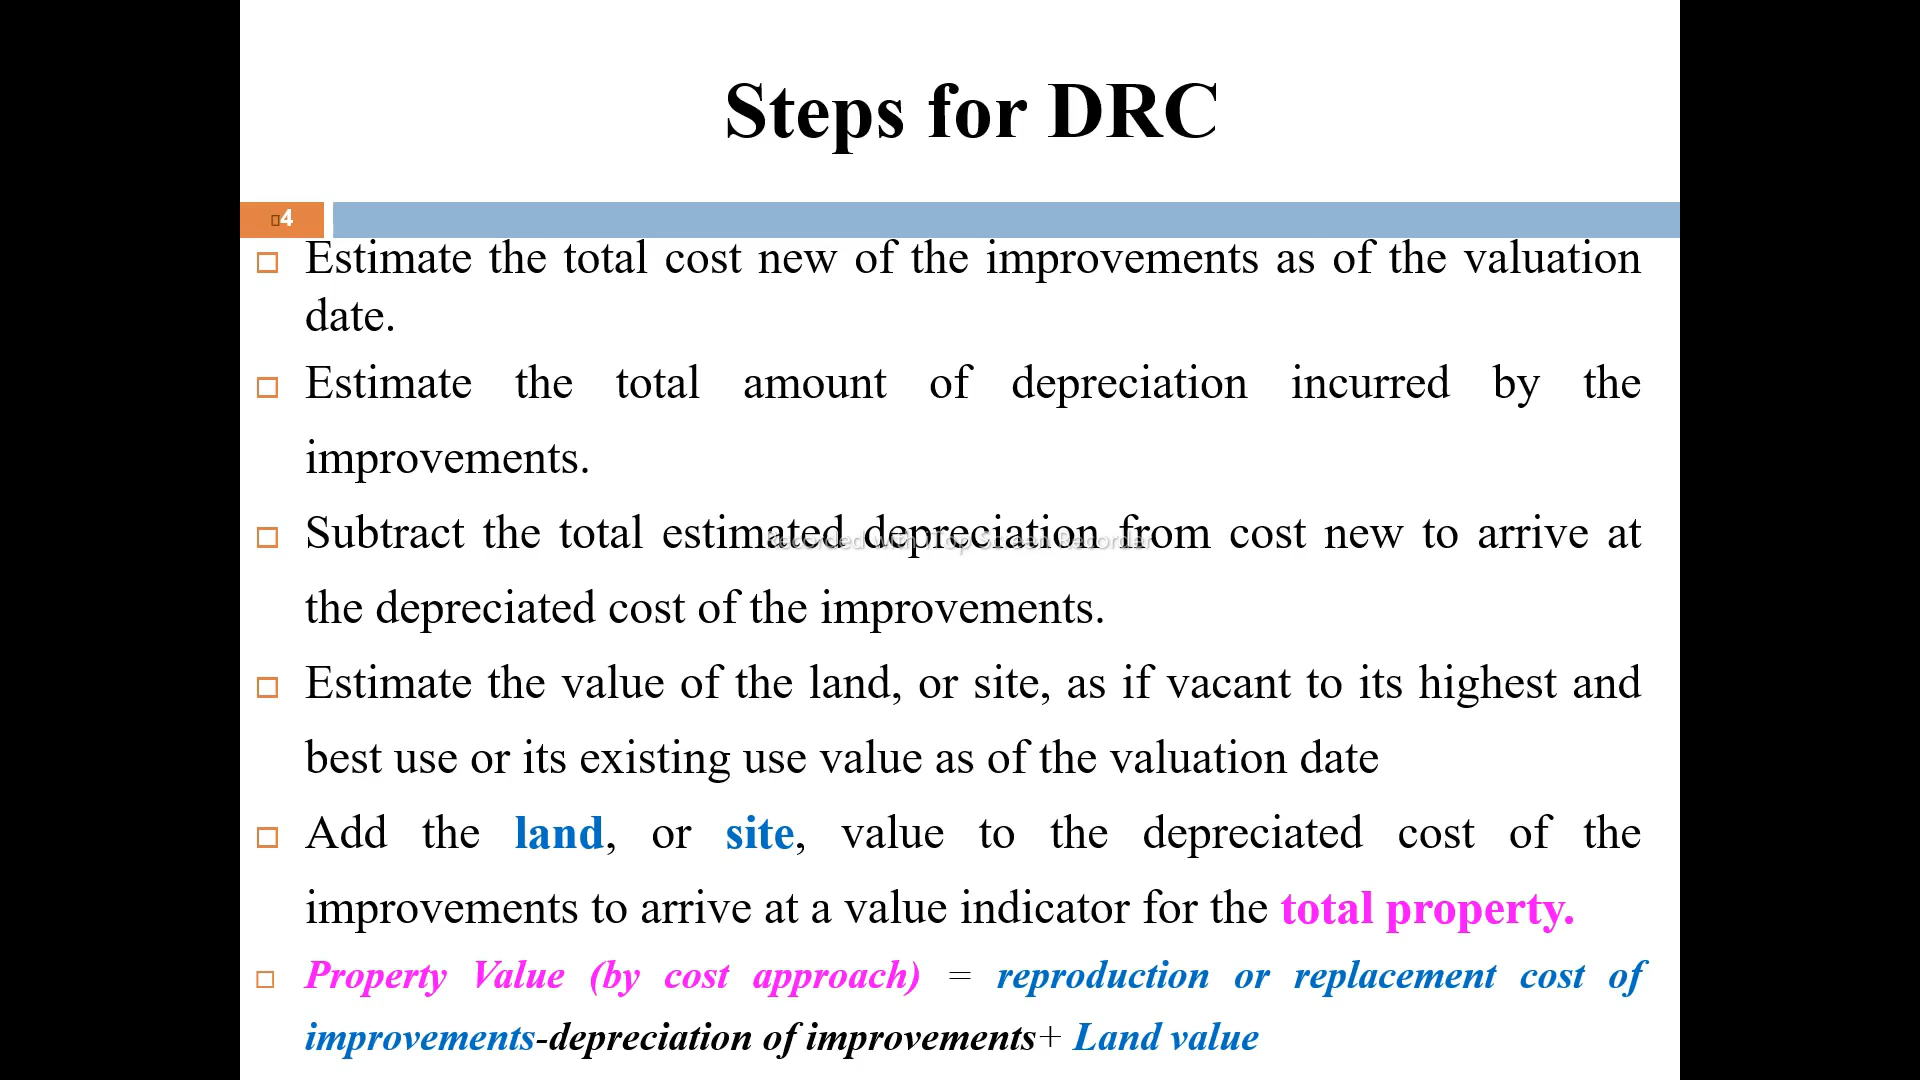 Steps for DRC
4
Estimate the total cost new of the improvements as of the valuation
date.
Estimate the total amount of depreciation incurred by the
improvements.
Subtract the total estimated depreciation from cost new to arrive at
Recorded with iTop Screen Recorder
the depreciated cost of the improvements.
Estimate the value of the land, or site, as if vacant to its highest and
best use or its existing use value as of the valuation date
Add the land, or site, value to the depreciated cost of the
improvements to arrive at a value indicator for the total property.
Property Value (by cost approach) = reproduction or replacement cost of
improvements-depreciation of improvements+ Land value